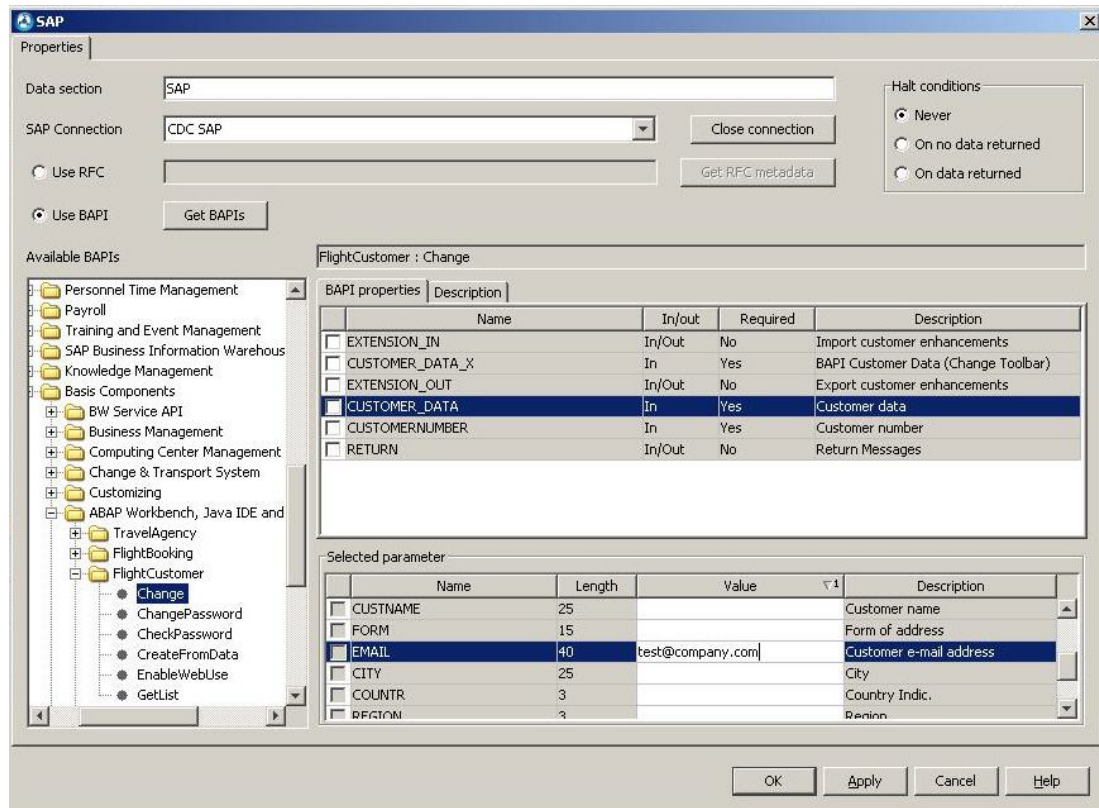 SAP
Properties
Data section SAP
Halt conditions
Never
SAP Connection CDC SAP Close connection
On no data returned
Use RFC Get RFC metadata
On data returned
Use BAPI Get BAPIs
Available BAPIs
FlightCustomer : Change
Personnel Time Management
Payroll
Training and Event Management
SAP Business Information Warehous
Knowledge Management
Basis Components
BW Service API
Business Management
Computing Center Management
Change & Transport System
Customizing
ABAP Workbench, Java IDE and
TravelAgency
FlightBooking
FlightCustomer
Change
ChangePassword
CheckPassword
CreateFromData
EnableWebUse
GetList
BAPI properties Description
Name In/out Required Description
EXTENSION_IN In/Out No Import customer enhancements
CUSTOMER_DATA_X In Yes BAPI Customer Data (Change Toolbar)
EXTENSION_OUT In/Out No Export customer enhancements
CUSTOMER_DATA In Yes Customer data
CUSTOMERNUMBER In Yes Customer number
RETURN In/Out No Return Messages
Selected parameter
Name Length Value 1 Description
CUSTNAME 25 Customer name
FORM 15 Form of address
EMAIL 40 test@company.com Customer e-mail address
CITY 25 City
COUNTR 3 Country Indic.
REGION 3 Region
OK Apply Cancel Help